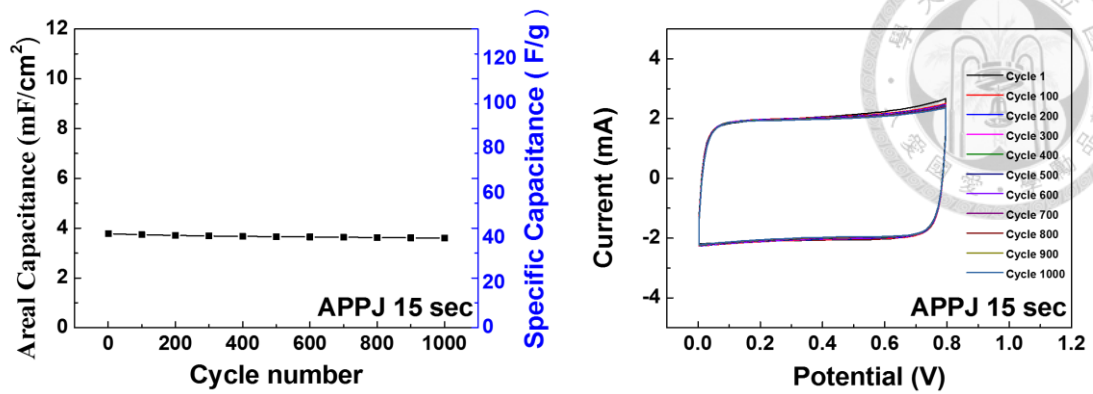 Areal Capacitance (mF/cm²)
12
10
8
6
4
2
0
120
100
80
60
40
20
0
Specific Capacitance ( F/g)
APPJ 15 sec
0 200 400 600 800 1000
Cycle number
Current (mA)
4
2
0
-2
-4
Cycle 1
Cycle 100
Cycle 200
Cycle 300
Cycle 400
Cycle 500
Cycle 600
Cycle 700
Cycle 800
Cycle 900
Cycle 1000
APPJ 15 sec
0.0 0.2 0.4 0.6 0.8 1.0 1.2
Potential (V)